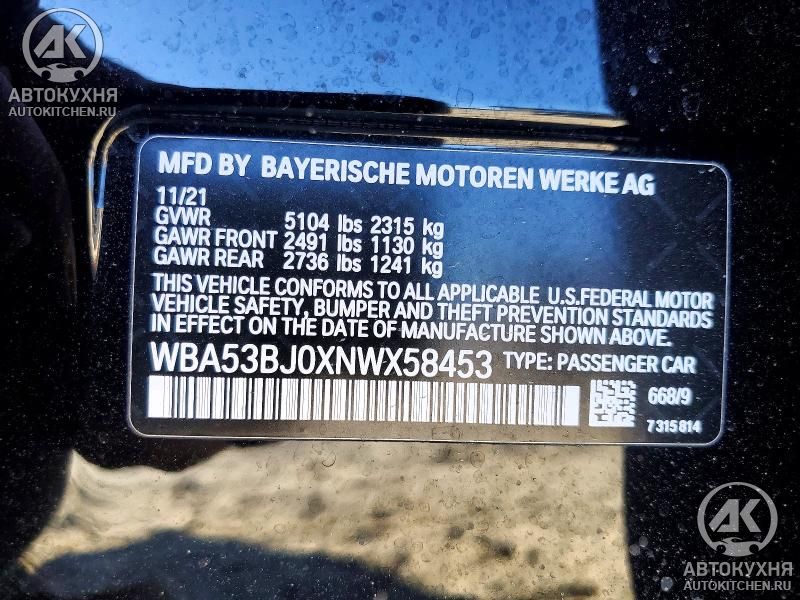 AK
АВТОКУХНЯ
AUTOKITCHEN.RU
MFD BY BAYERISCHE MOTOREN WERKE AG
11/21
GVWR 5104 lbs 2315 kg
GAWR FRONT 2491 lbs 1130 kg
GAWR REAR 2736 lbs 1241 kg
THIS VEHICLE CONFORMS TO ALL APPLICABLE U.S.FEDERAL MOTOR
VEHICLE SAFETY, BUMPER AND THEFT PREVENTION STANDARDS
IN EFFECT ON THE DATE OF MANUFACTURE SHOWN ABOVE.
WBA53BJ0XNWX58453 TYPE: PASSENGER CAR
668/9
7315814
AK
АВТОКУХНЯ
AUTOKITCHEN.RU